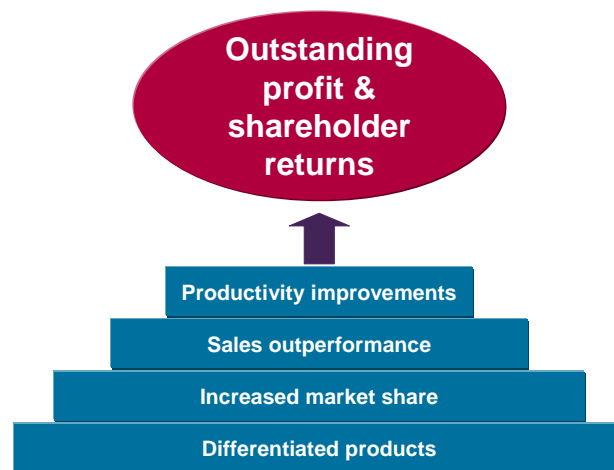 Outstanding
profit &
shareholder
returns
Productivity improvements
Sales outperformance
Increased market share
Differentiated products